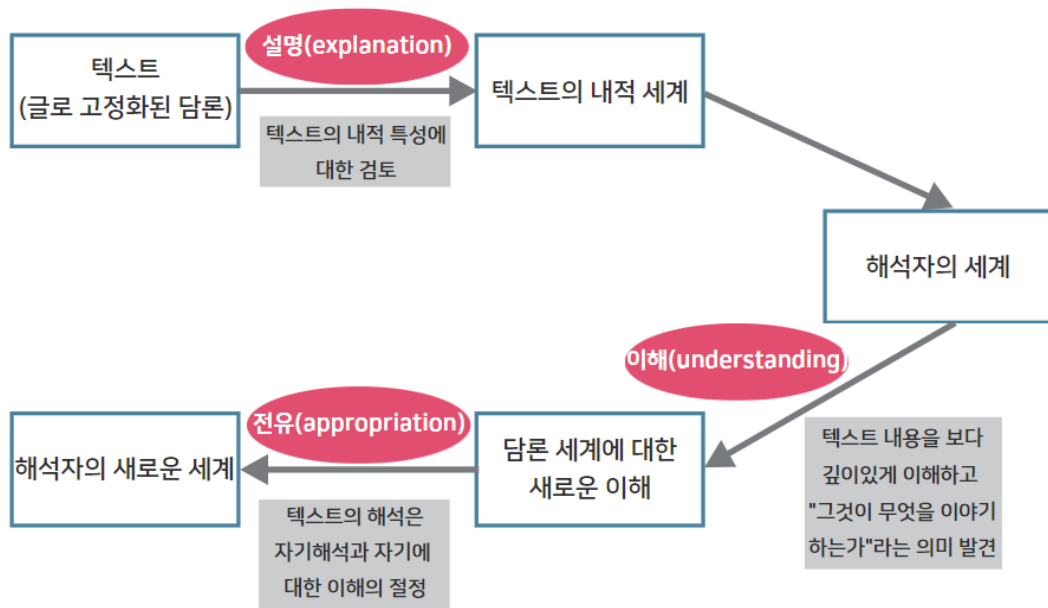 텍스트
(글로 고정화된 담론)
설명(explanation)
텍스트의 내적 특성에
대한 검토
텍스트의 내적 세계
해석자의 세계
이해(understanding)
텍스트 내용을 보다
깊이있게 이해하고
"그것이 무엇을 이야기
하는가"라는 의미 발견
담론 세계에 대한
새로운 이해
전유(appropriation)
텍스트의 해석은
자기해석과 자기에
대한 이해의 절정
해석자의 새로운 세계